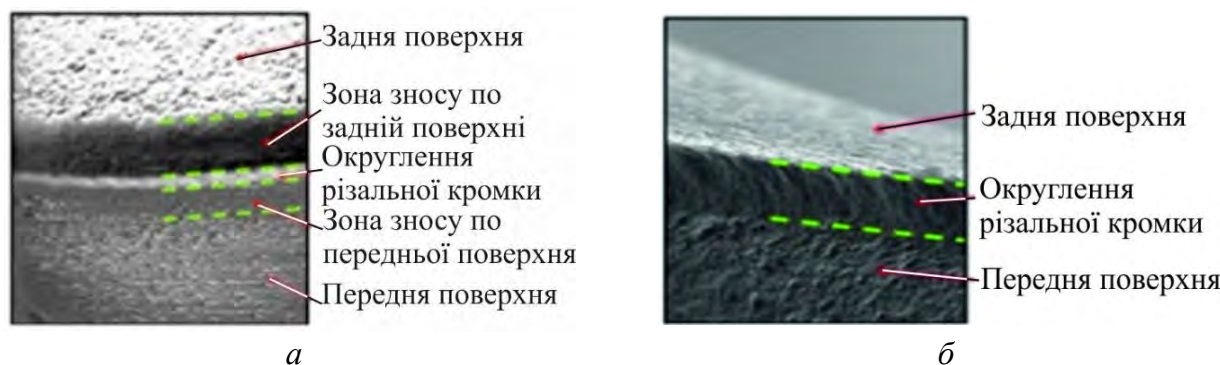 Задня поверхня
Зона зносу по
задній поверхні
Округлення
різальної кромки
Зона зносу по
передньої поверхня
Передня поверхня
а
Задня поверхня
Округлення
різальної кромки
Передня поверхня
б